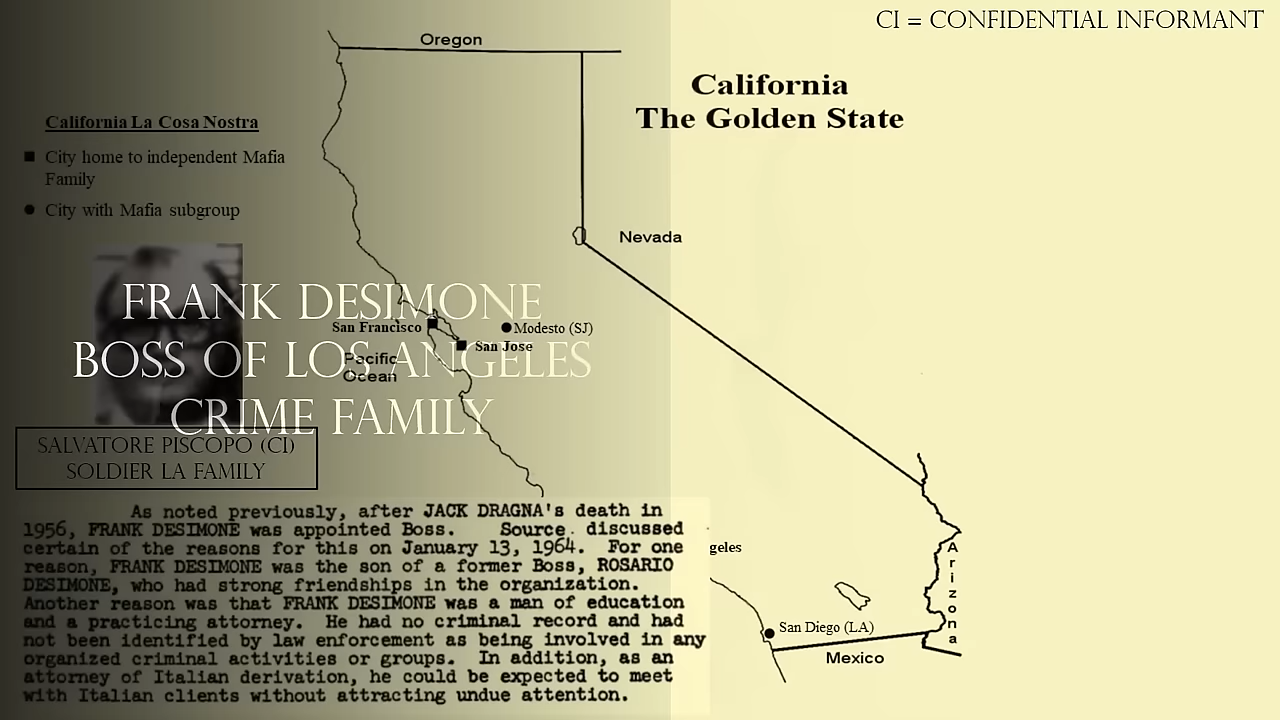 CI = CONFIDENTIAL INFORMANT
Oregon
California
The Golden State
California La Cosa Nostra
City home to independent Mafia
Family
City with Mafia subgroup
Nevada
FRANK DESIMONE
BOSS OF LOS ANGELES
CRIME FAMILY
San Francisco
Modesto (SJ)
San Jose
Pacific
Ocean
SALVATORE PISCOPO (CI)
SOLDIER LA FAMILY
As noted previously, after JACK DRAGNA's death in
1956, FRANK DESIMONE was appointed Boss. Source discussed
certain of the reasons for this on January 13, 1964. For one
reason, FRANK DESIMONE was the son of a former Boss, ROSARIO
DESIMONE, who had strong friendships in the organization.
Another reason was that FRANK DESIMONE was a man of education
and a practicing attorney. He had no criminal record and had
not been identified by law enforcement as being involved in any
organized criminal activities or groups. In addition, as an
attorney of Italian derivation, he could be expected to meet
with Italian clients without attracting undue attention.
geles
Arizona
San Diego (LA)
Mexico